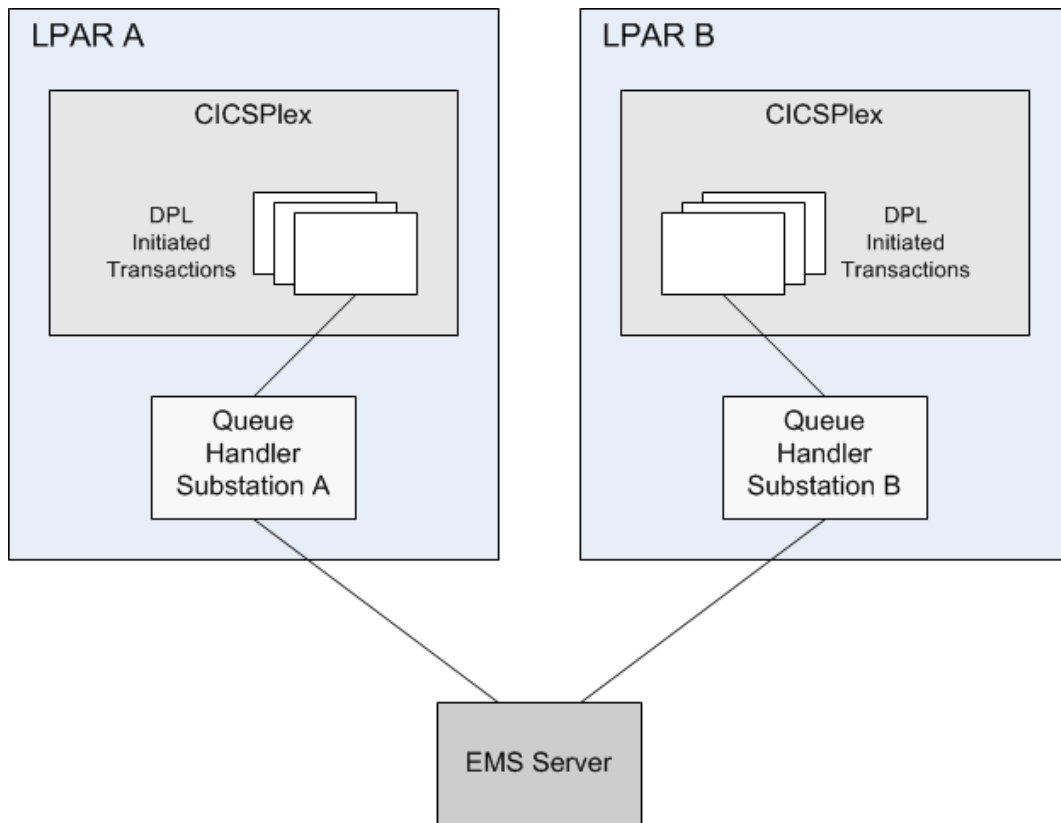 LPAR A
CICSPlex
DPL
Initiated
Transactions
Queue
Handler
Substation A
LPAR B
CICSPlex
DPL
Initiated
Transactions
Queue
Handler
Substation B
EMS Server